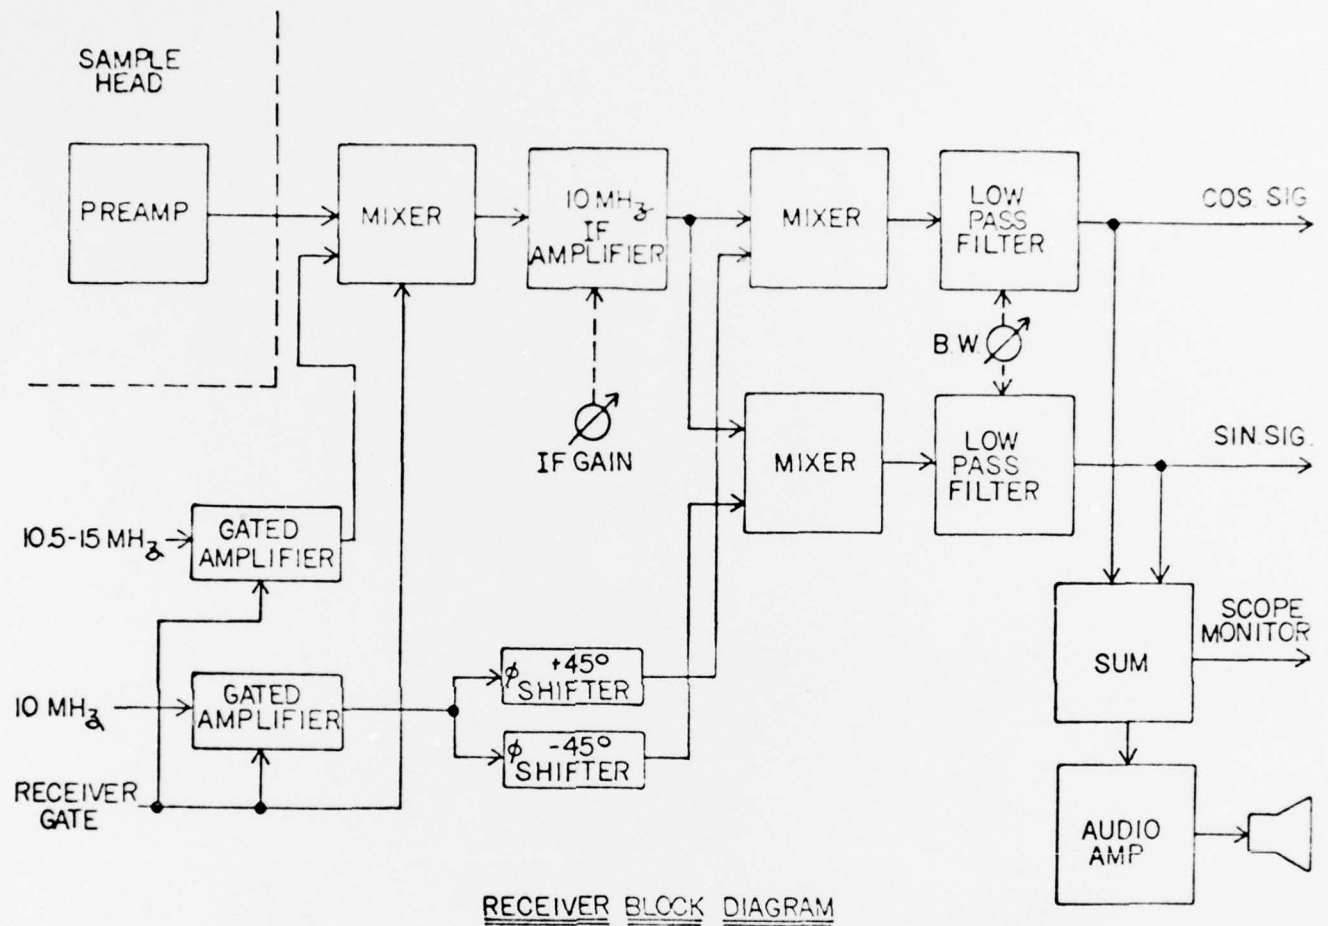 SAMPLE
HEAD
PREAMP
MIXER
10 MHz
IF
AMPLIFIER
MIXER
LOW
PASS
FILTER
COS. SIG
B.W.
IF GAIN
MIXER
LOW
PASS
FILTER
SIN. SIG.
10.5-15 MHz
GATED
AMPLIFIER
10 MHz
GATED
AMPLIFIER
ϕ +45°
SHIFTER
ϕ -45°
SHIFTER
RECEIVER
GATE
SUM
SCOPE
MONITOR
AUDIO
AMP
RECEIVER BLOCK DIAGRAM